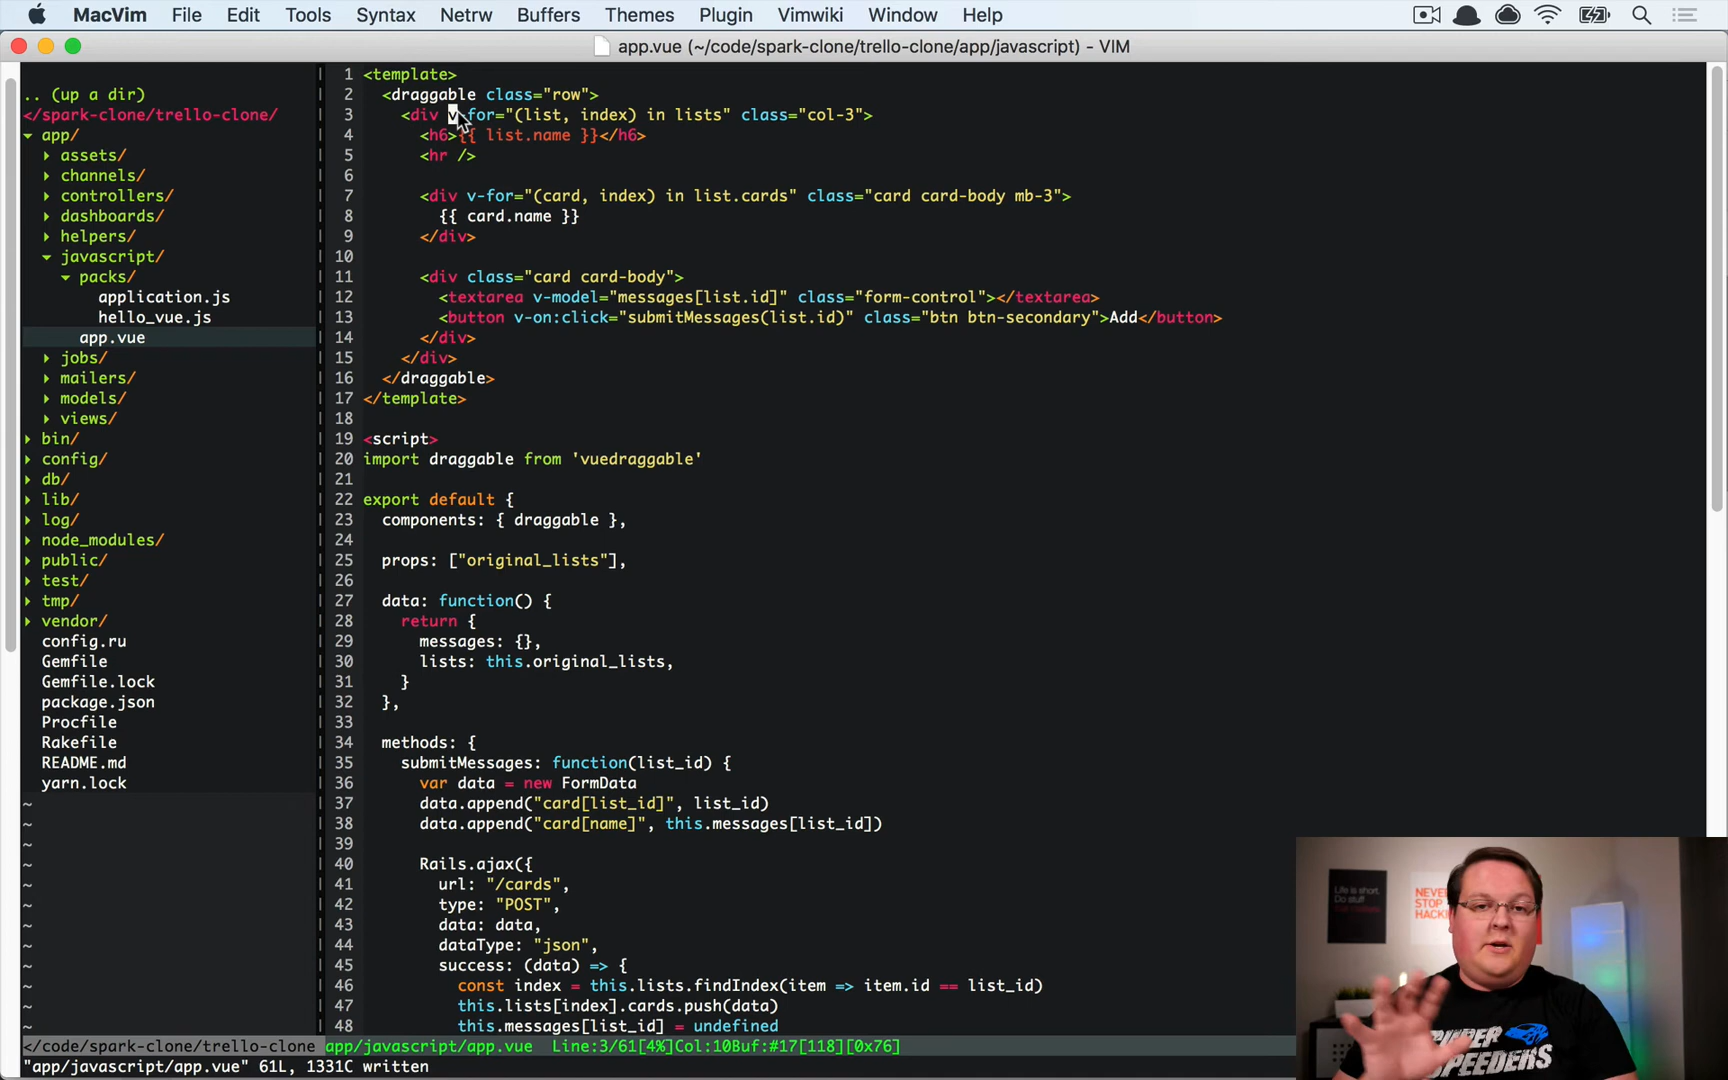 MacVim File Edit Tools Syntax Netrw Buffers Themes Plugin Vimwiki Window Help
app.vue (~/code/spark-clone/trello-clone/app/javascript) - VIM
.. (up a dir)
</spark-clone/trello-clone/
app/
assets/
channels/
controllers/
dashboards/
helpers/
javascript/
packs/
application.js
hello_vue.js
app.vue
jobs/
mailers/
models/
views/
bin/
config/
db/
lib/
log/
node_modules/
public/
test/
tmp/
vendor/
config.ru
Gemfile
Gemfile.lock
package.json
Procfile
Rakefile
README.md
yarn.lock
~
~
~
~
~
~
~
~
~
~
~
~
1 <template>
2 <draggable class="row">
3 <div v-for="(list, index) in lists" class="col-3">
4 <h6>{{ list.name }}</h6>
5 <hr />
6
7 <div v-for="(card, index) in list.cards" class="card card-body mb-3">
8 {{ card.name }}
9 </div>
10
11 <div class="card card-body">
12 <textarea v-model="messages[list.id]" class="form-control"></textarea>
13 <button v-on:click="submitMessages(list.id)" class="btn btn-secondary">Add</button>
14 </div>
15 </div>
16 </draggable>
17 </template>
18
19 <script>
20 import draggable from 'vuedraggable'
21
22 export default {
23 components: { draggable },
24
25 props: ["original_lists"],
26
27 data: function() {
28 return {
29 messages: {},
30 lists: this.original_lists,
31 }
32 },
33
34 methods: {
35 submitMessages: function(list_id) {
36 var data = new FormData
37 data.append("card[list_id]", list_id)
38 data.append("card[name]", this.messages[list_id])
39
40 Rails.ajax({
41 url: "/cards",
42 type: "POST",
43 data: data,
44 dataType: "json",
45 success: (data) => {
46 const index = this.lists.findIndex(item => item.id == list_id)
47 this.lists[index].cards.push(data)
48 this.messages[list_id] = undefined
</code/spark-clone/trello-clone app/javascript/app.vue Line:3/61[4%]Col:10Buf:#17[118][0x76]
"app/javascript/app.vue" 61L, 1331C written
Life is short.
Do stuff
NEVER
STOP
HACKI
SPEEDERS